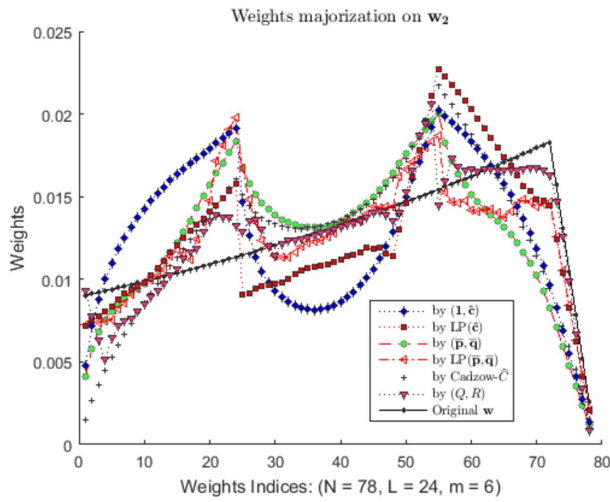 Weights majorization on w₂
0.025
0.02
0.015
0.01
0.005
0
Weights
by (1, ĉ)
by LP(ĉ)
by (p̅, q̅)
by LP(p̅, q̅)
by Cadzow-Ĉ
by (Q, R)
Original w
0 10 20 30 40 50 60 70 80
Weights Indices: (N = 78, L = 24, m = 6)